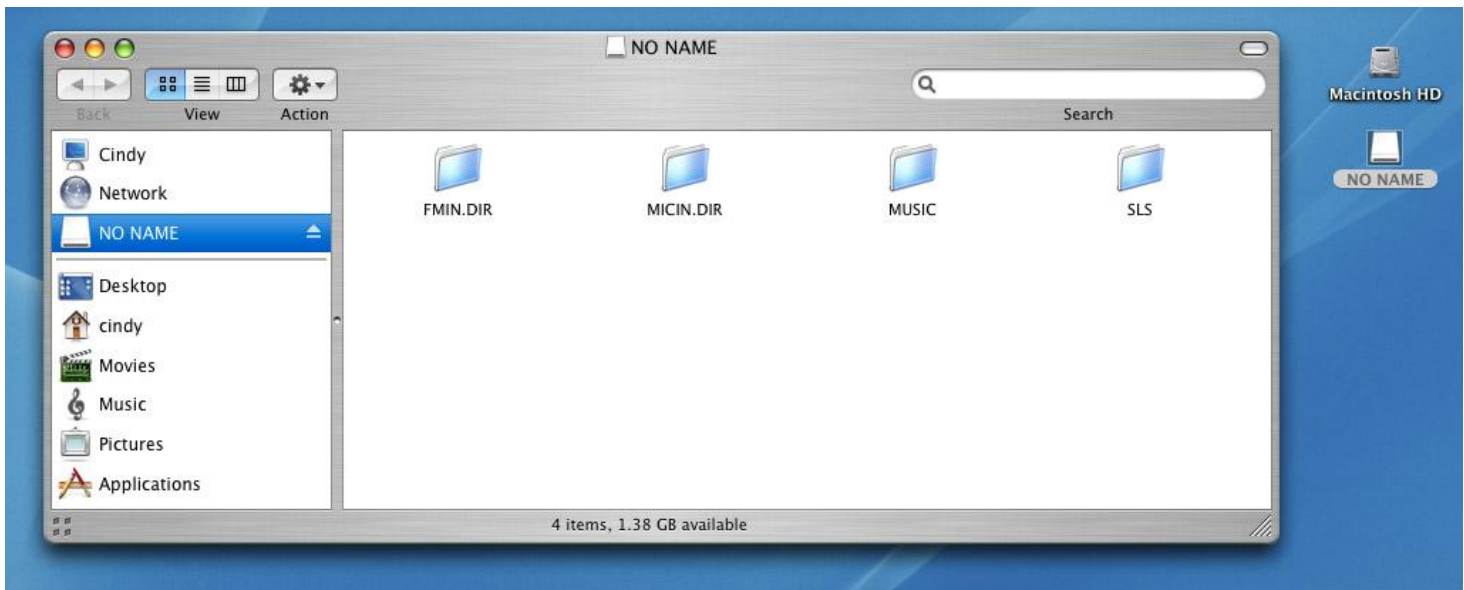 NO NAME
Back
View
Action
Search
Cindy
Network
NO NAME
Desktop
cindy
Movies
Music
Pictures
Applications
FMIN.DIR
MICIN.DIR
MUSIC
SLS
4 items, 1.38 GB available
Macintosh HD
NO NAME